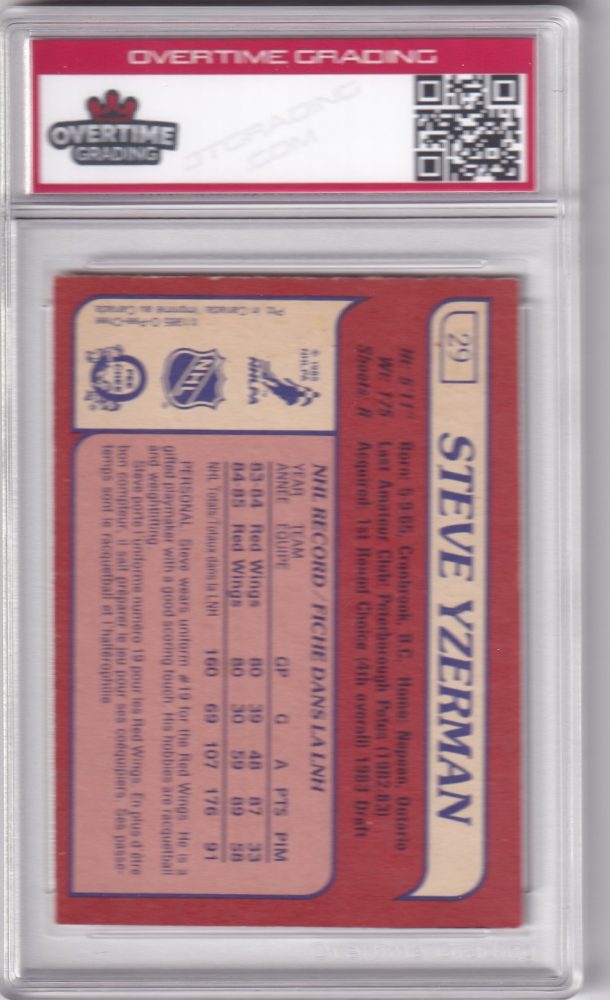 OVERTIME GRADING
OVERTIME
GRADING
OTGRADING
.COM
29
STEVE YZERMAN
Ht: 5'11" Born: 5-9-65, Cranbrook, B.C. Home: Nepean, Ontario
Wt: 175 Last Amateur Club: Peterborough Petes (1982-83)
Shoots: R Acquired: 1st Round Choice (4th overall) 1983 Draft
© 1985
NHLPA
NHL
©1985 O-Pee-Chee
Ptd. in Canada Imprimé au Canada
NHL RECORD / FICHE DANS LA LNH
YEAR TEAM
ANNÉE ÉQUIPE GP G A PTS PIM
83-84 Red Wings 80 39 48 87 33
84-85 Red Wings 80 30 59 89 58
NHL Totals/Totaux dans la LNH 160 69 107 176 91
PERSONAL: Steve wears uniform #19 for the Red Wings. He is a
gifted playmaker with a good scoring touch. His hobbies are racquetball
and weightlifting.
Steve porte l'uniforme numéro 19 pour les Red Wings. En plus d'être
bon compteur, il sait préparer le jeu pour ses coéquipiers. Ses passe-
temps sont le racquetball et l'haltérophilie.